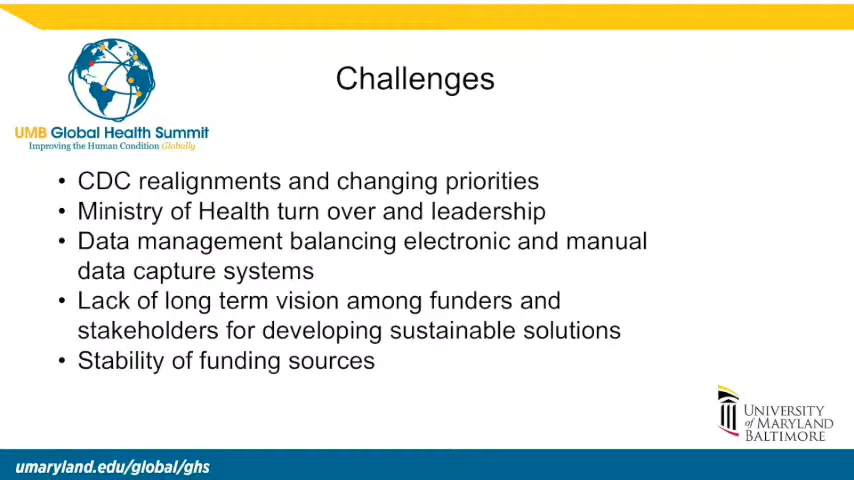 Challenges
UMB Global Health Summit
Improving the Human Condition Globally
• CDC realignments and changing priorities
• Ministry of Health turn over and leadership
• Data management balancing electronic and manual
data capture systems
• Lack of long term vision among funders and
stakeholders for developing sustainable solutions
• Stability of funding sources
UNIVERSITY
of MARYLAND
BALTIMORE
umaryland.edu/global/ghs